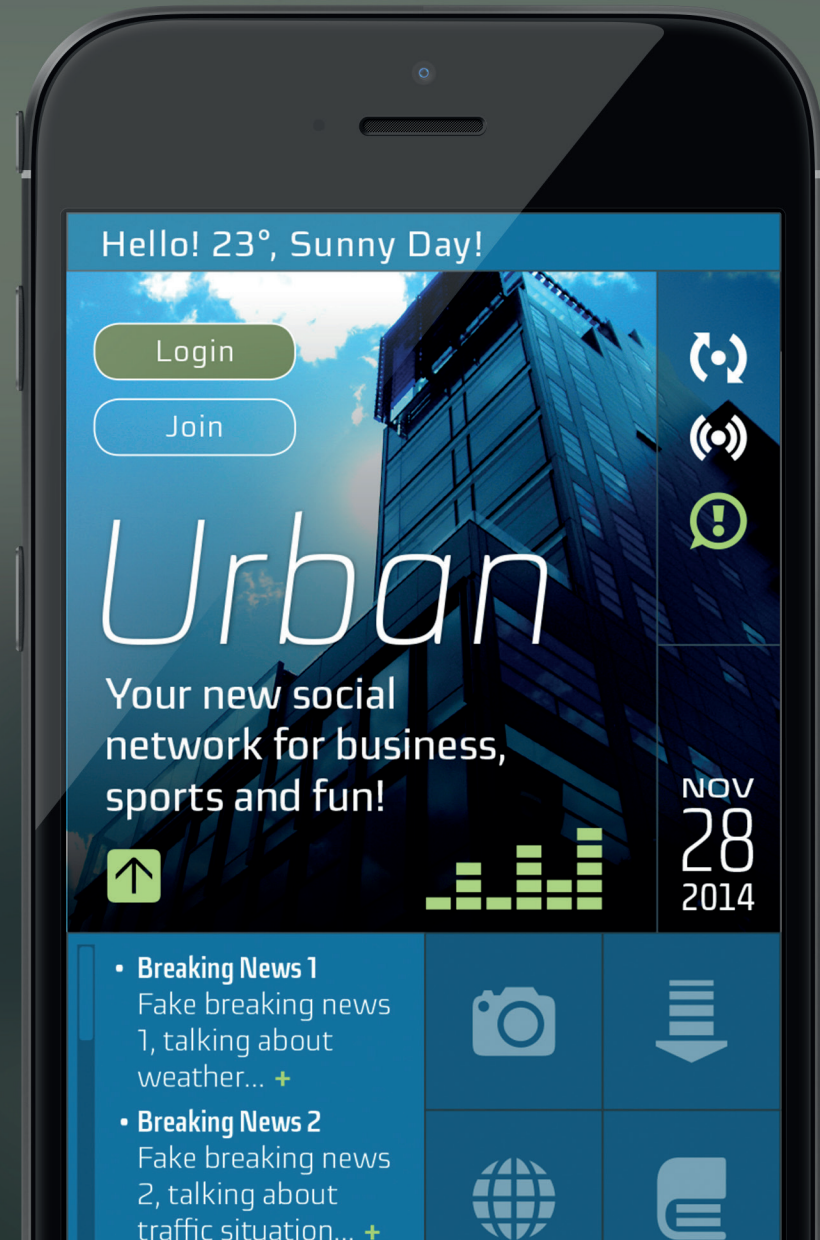 Hello! 23°, Sunny Day!
Login
Join
Urban
Your new social
network for business,
sports and fun!
NOV
28
2014
• Breaking News 1
Fake breaking news
1, talking about
weather... +
• Breaking News 2
Fake breaking news
2, talking about
traffic situation... +